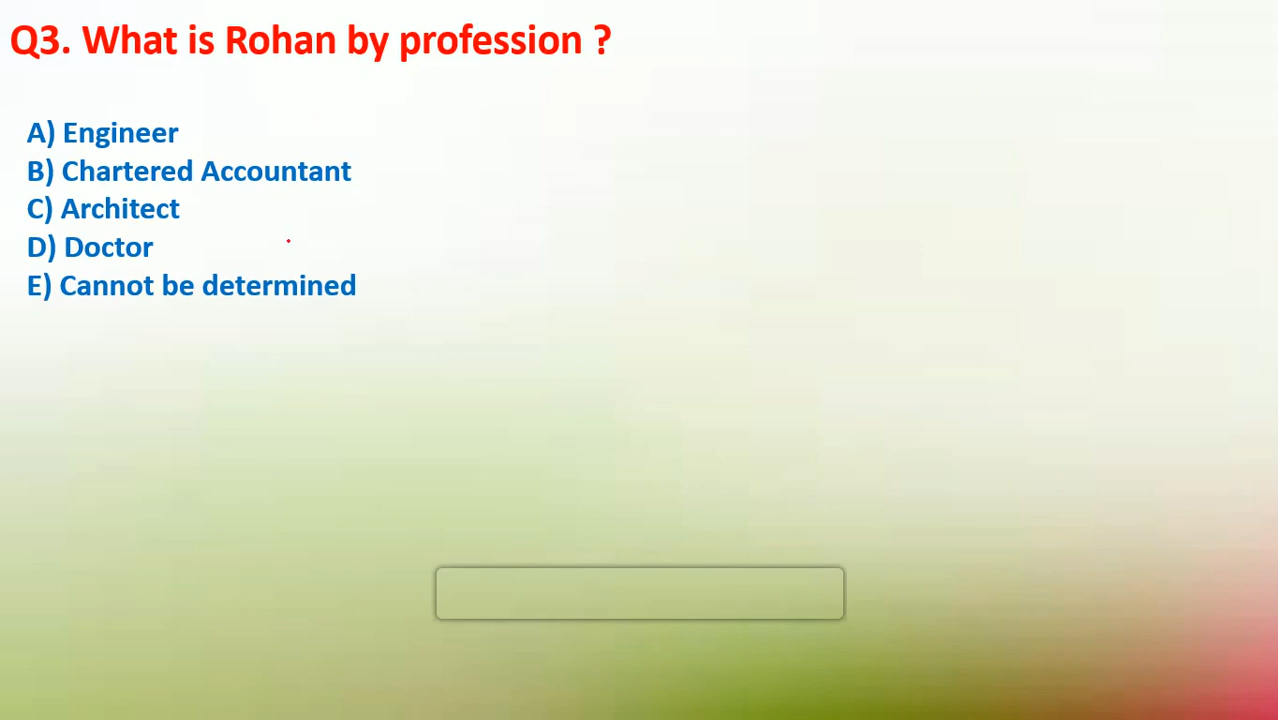 Q3. What is Rohan by profession ?
A) Engineer
B) Chartered Accountant
C) Architect
D) Doctor
E) Cannot be determined